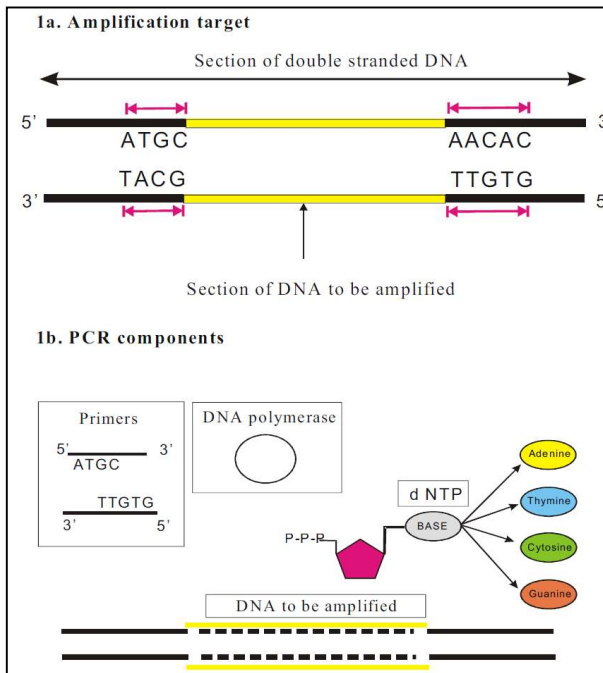 1a. Amplification target
Section of double stranded DNA
5’ 3’
ATGC AACAC
TACG TTGTG
3’ 5
Section of DNA to be amplified
1b. PCR components
Primers
5’ 3’
ATGC
TTGTG
3’ 5’
DNA polymerase
d NTP
P-P-P
BASE
Adenine
Thymine
Cytosine
Guanine
DNA to be amplified